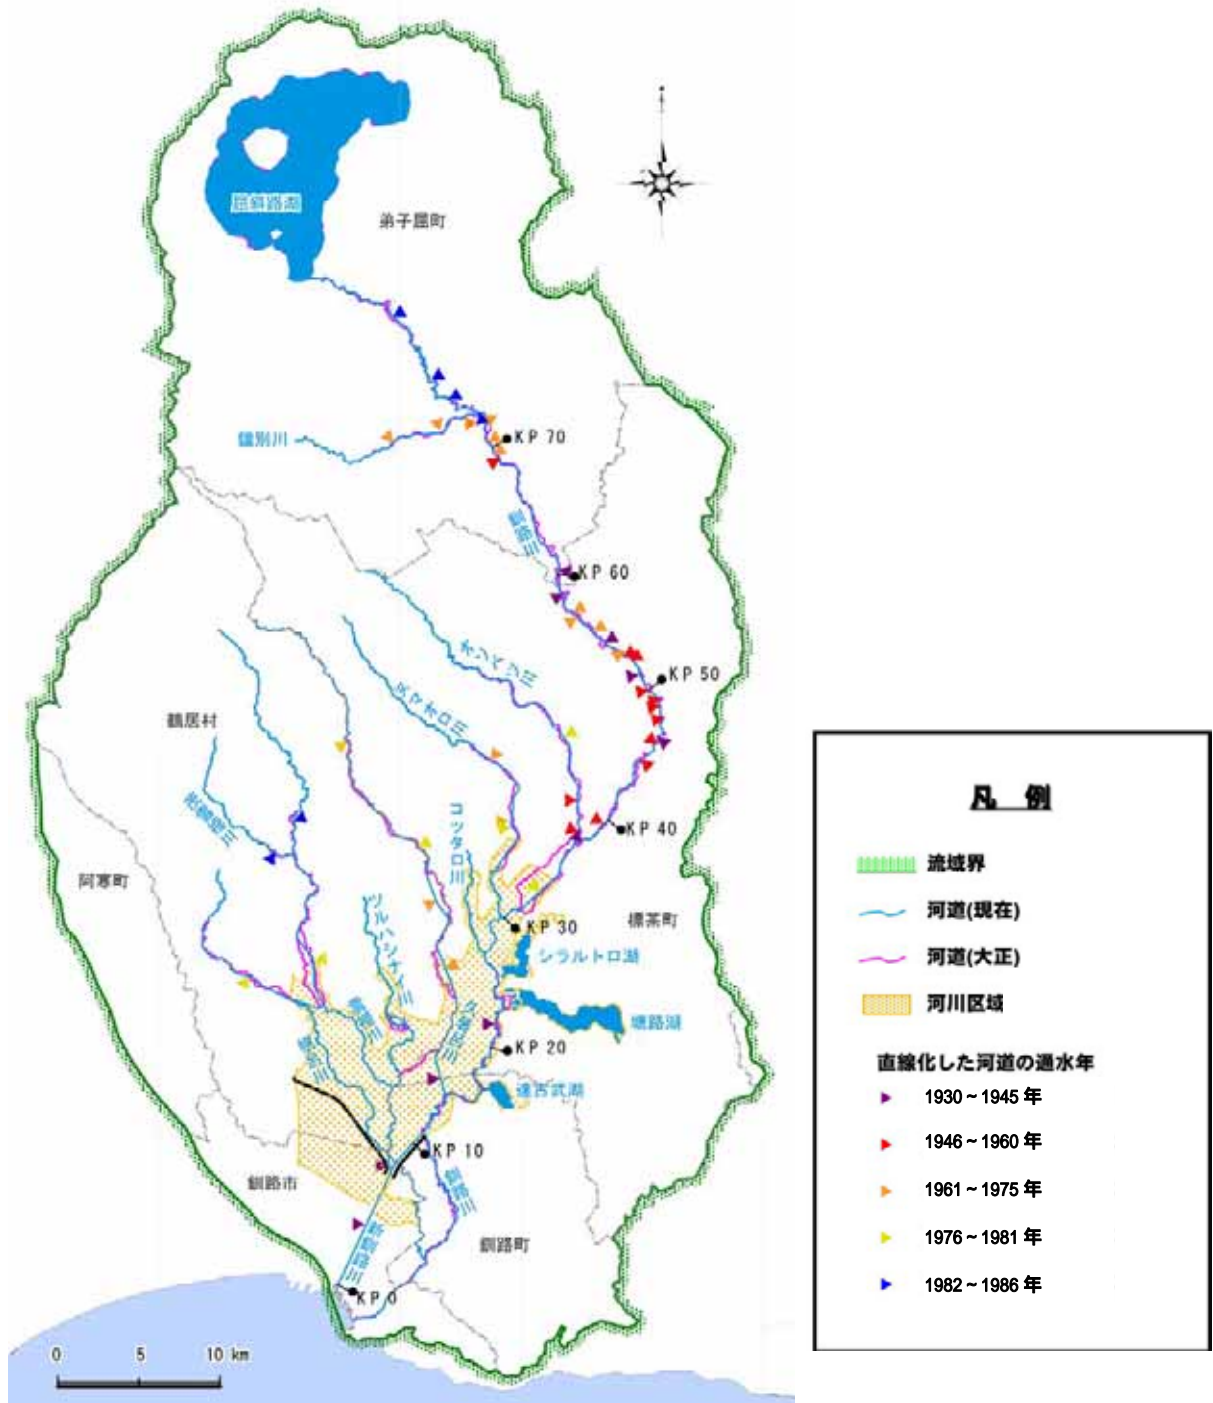 屈斜路湖
弟子屈町
鐺別川
KP 70
釧路川
KP 60
オソベツ川
KP 50
ヌマオロ川
鶴居村
コッタロ川
KP 40
阿寒町
ツルハシナイ川
標茶町
KP 30
シラルトロ湖
久著呂川
塘路湖
KP 20
達古武湖
KP 10
釧路川
釧路市
新釧路川
釧路町
KP 0
0 5 10 km
凡 例
流域界
河道(現在)
河道(大正)
河川区域
直線化した河道の通水年
1930~1945 年
1946~1960 年
1961~1975 年
1976~1981 年
1982~1986 年